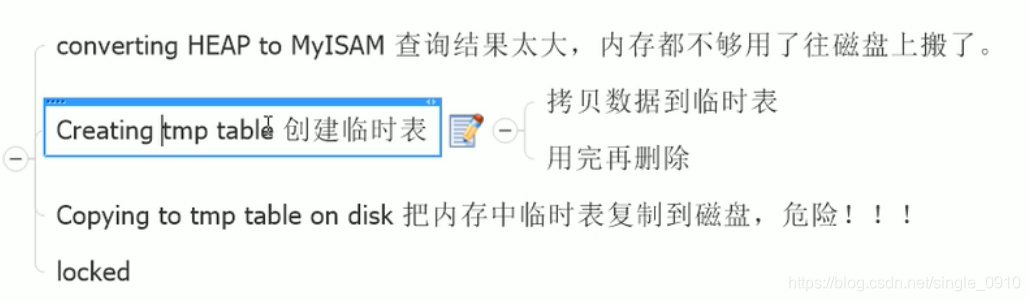 converting HEAP to MyISAM 查询结果太大，内存都不够用了往磁盘上搬了。
Creating tmp table 创建临时表
拷贝数据到临时表
用完再删除
Copying to tmp table on disk 把内存中临时表复制到磁盘，危险！！！
locked
https://blog.csdn.net/single_0910